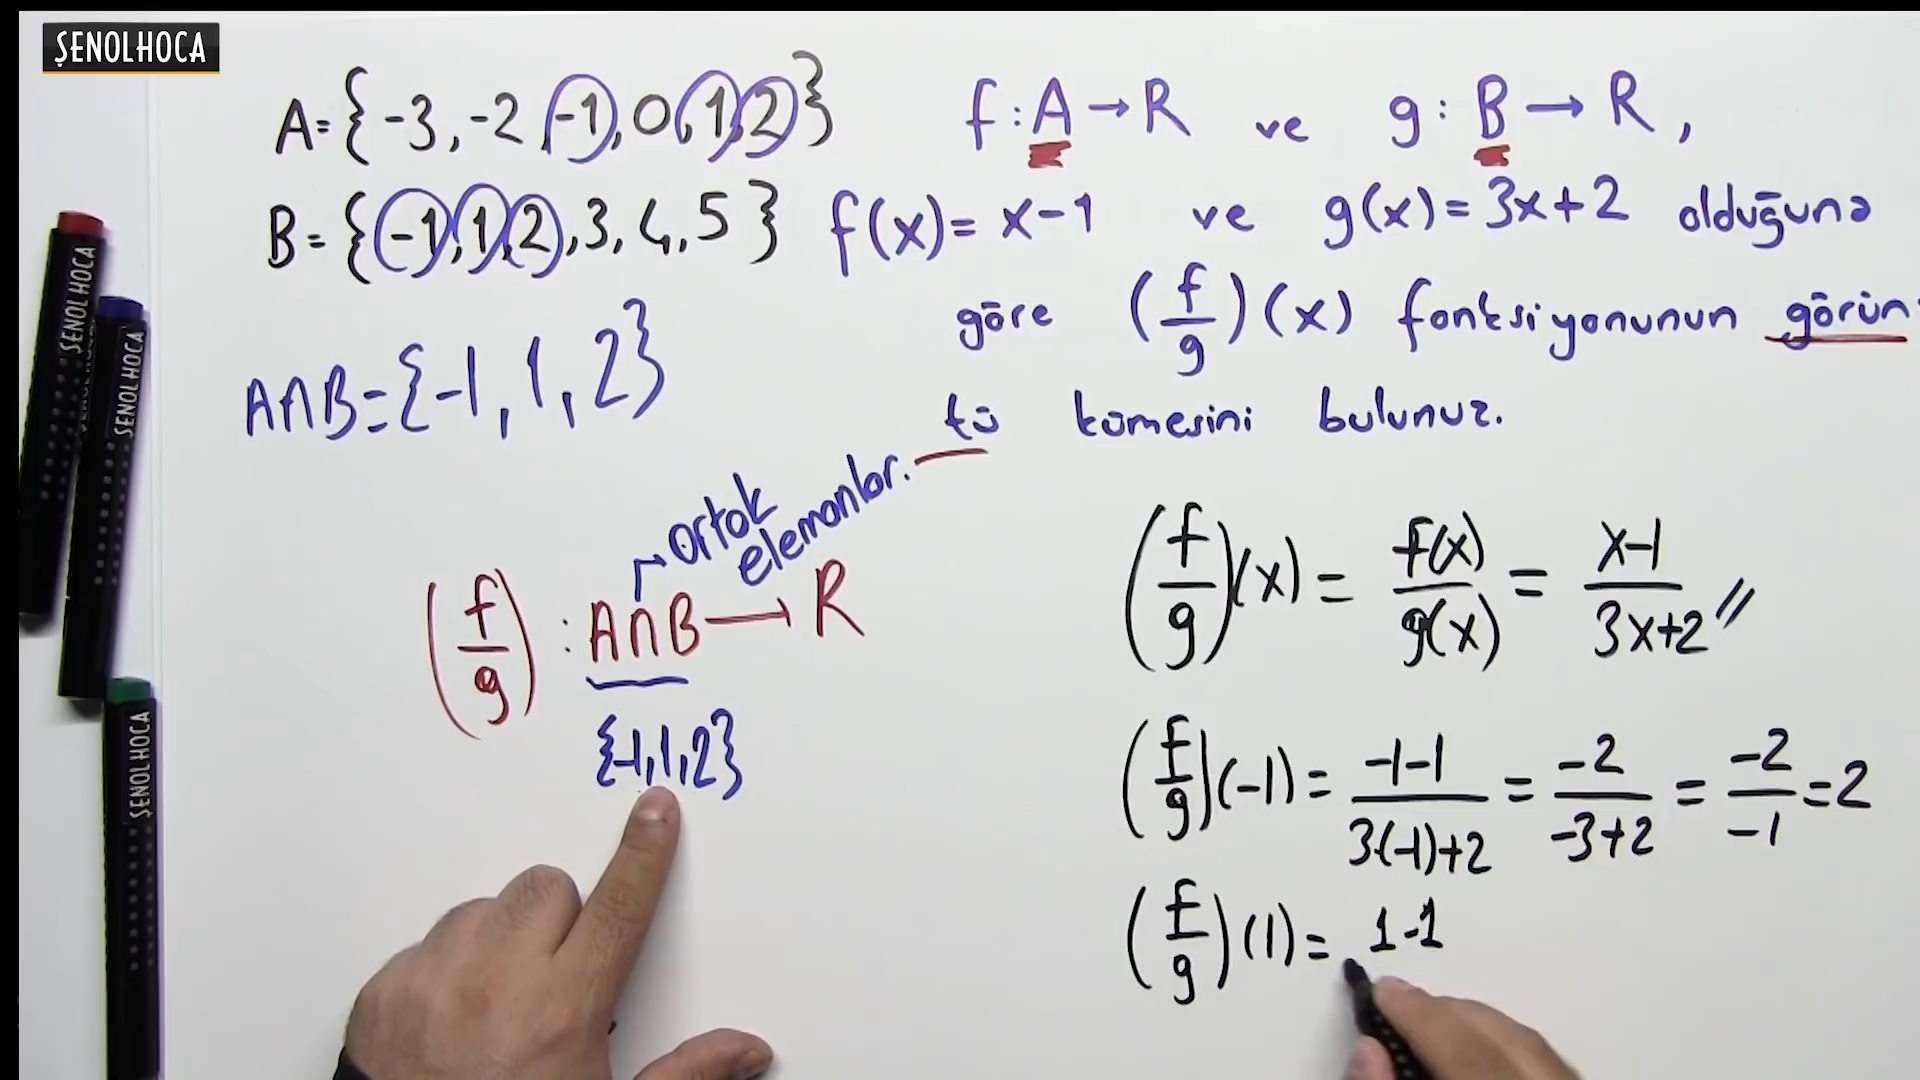 ŞENOLHOCA
A={-3, -2, -1, 0, 1, 2}
f : A → R ve g : B → R,
B={-1, 1, 2, 3, 4, 5}
f(x) = x-1 ve g(x) = 3x+2 olduğuna
göre (f/g)(x) fonksiyonunun görün-
tü kümesini bulunuz.
A∩B={-1, 1, 2}
ortak
elemanlar.
(f/g) : A∩B → R
{-1, 1, 2}
(f/g)(x) = f(x)/g(x) = x-1/3x+2 //
(f/g)(-1) = -1-1/3(-1)+2 = -2/-3+2 = -2/-1 = 2
(f/g)(1) = 1-1
ŞENOLHOCA
ŞENOLHOCA
ŞENOLHOCA